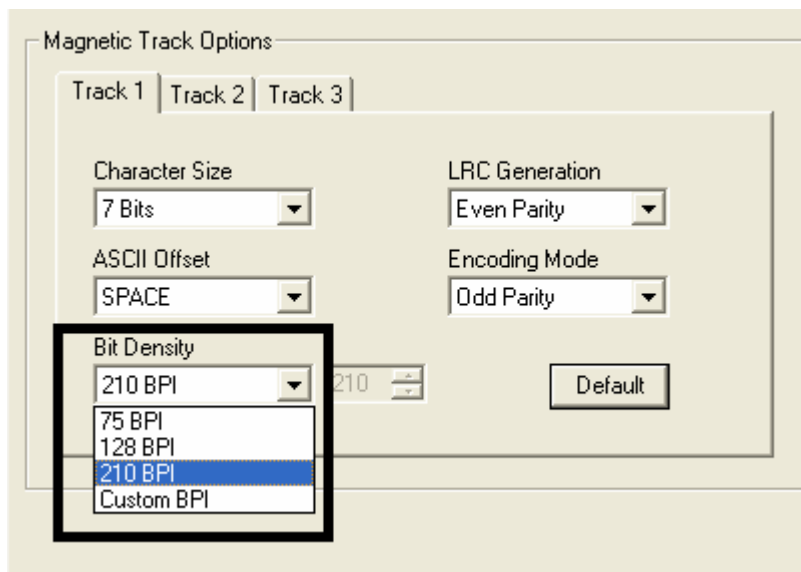 Magnetic Track Options
Track 1 Track 2 Track 3
Character Size LRC Generation
7 Bits Even Parity
ASCII Offset Encoding Mode
SPACE Odd Parity
Bit Density
210 BPI 210 Default
75 BPI
128 BPI
210 BPI
Custom BPI